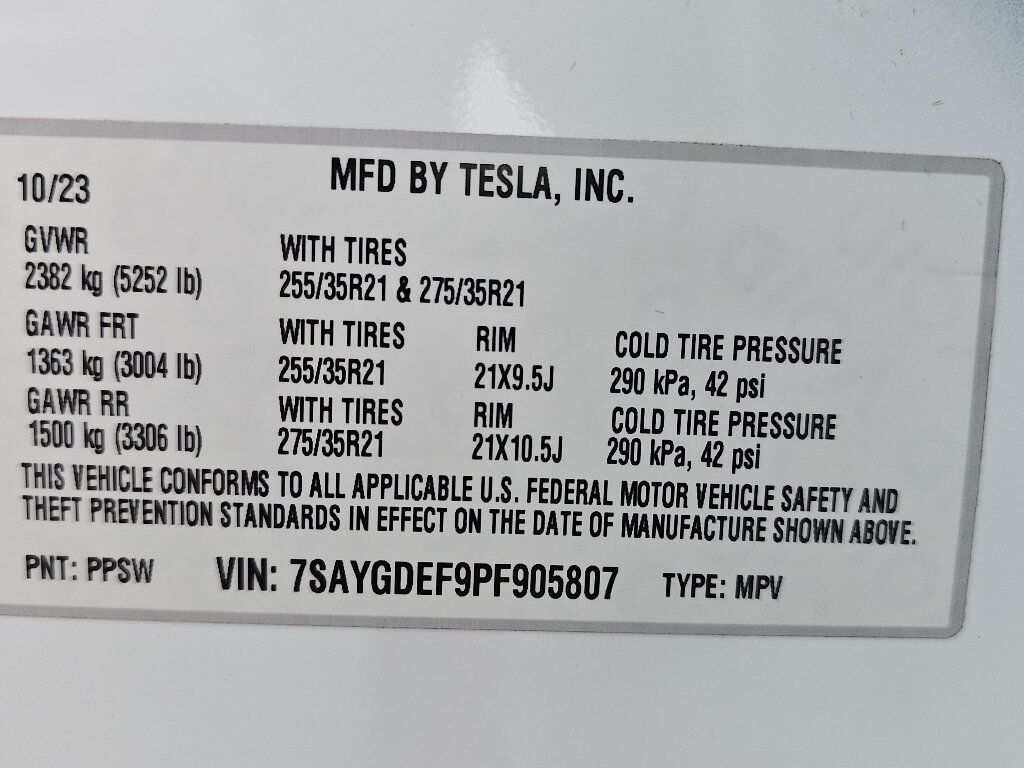 10/23 MFD BY TESLA, INC.
GVWR WITH TIRES
2382 kg (5252 lb) 255/35R21 & 275/35R21
GAWR FRT WITH TIRES RIM COLD TIRE PRESSURE
1363 kg (3004 lb) 255/35R21 21X9.5J 290 kPa, 42 psi
GAWR RR WITH TIRES RIM COLD TIRE PRESSURE
1500 kg (3306 lb) 275/35R21 21X10.5J 290 kPa, 42 psi
THIS VEHICLE CONFORMS TO ALL APPLICABLE U.S. FEDERAL MOTOR VEHICLE SAFETY AND
THEFT PREVENTION STANDARDS IN EFFECT ON THE DATE OF MANUFACTURE SHOWN ABOVE.
PNT: PPSW VIN: 7SAYGDEF9PF905807 TYPE: MPV